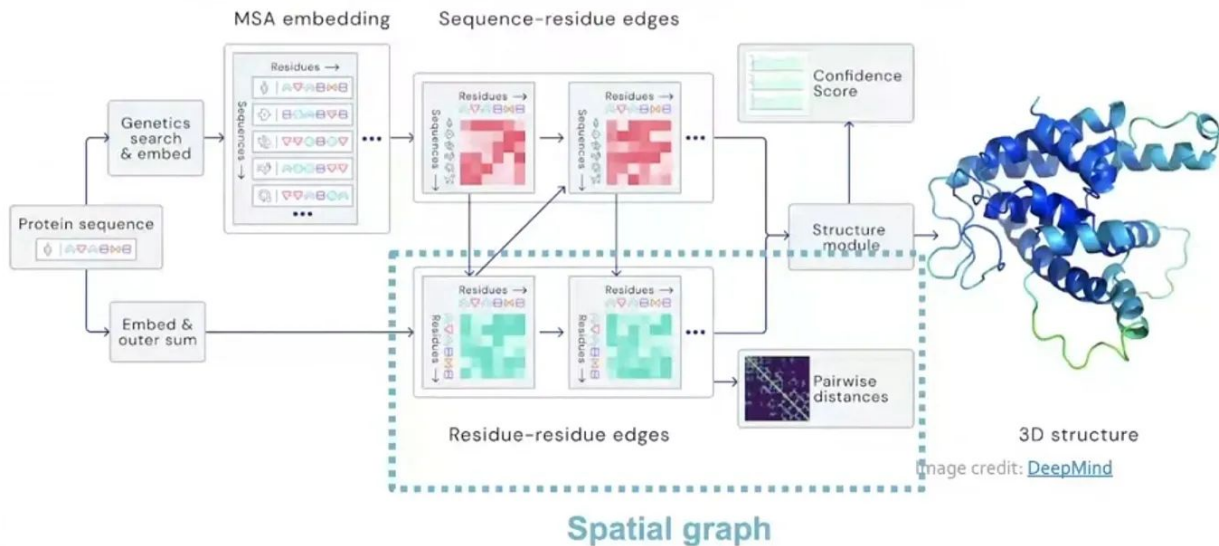 MSA embedding
Sequence-residue edges
Residues →
Sequences →
Genetics
search
& embed
Protein sequence
Embed &
outer sum
Residues →
Sequences →
Residues →
Sequences →
Confidence
Score
Structure
module
Residues →
Residues →
Residues →
Residues →
Pairwise
distances
Residue-residue edges
3D structure
Image credit: DeepMind
Spatial graph